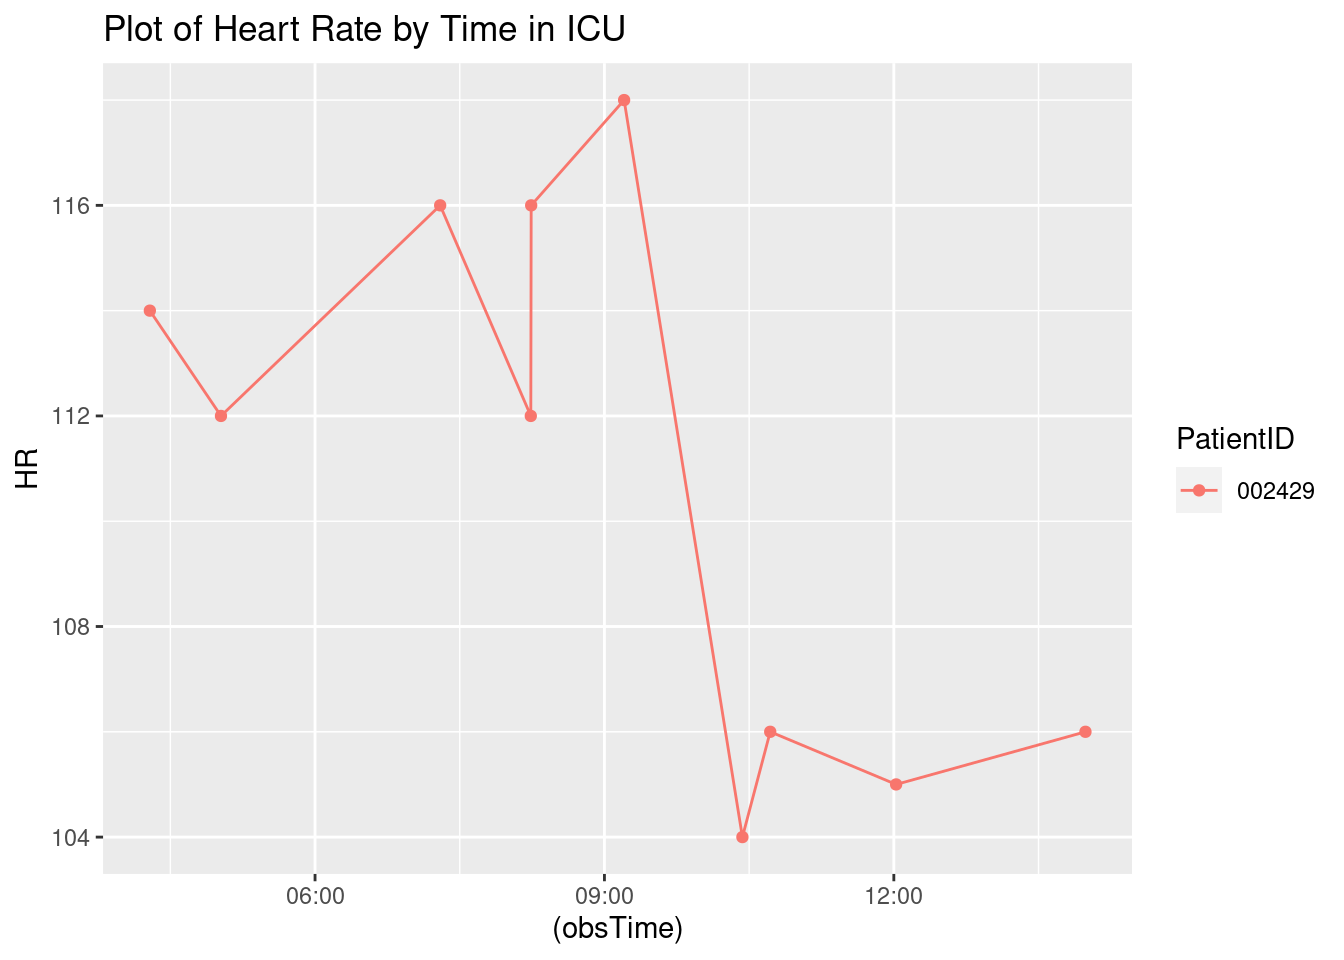 Plot of Heart Rate by Time in ICU
116
112
108
104
HR
06:00
09:00
12:00
(obsTime)
PatientID
002429